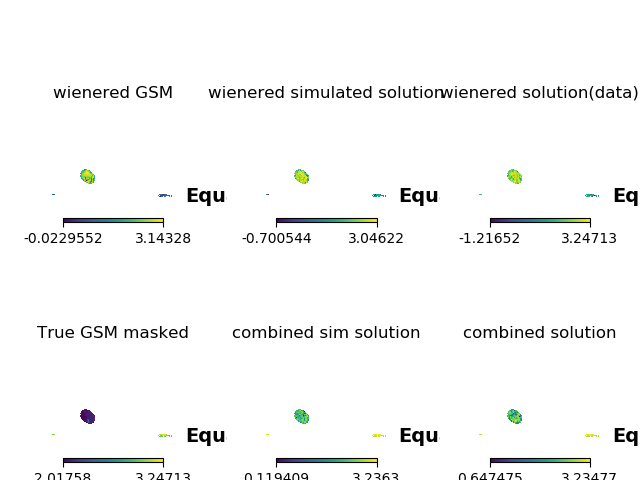 wienered GSM
wienered simulated solution
wienered solution(data)
Equ
Equ
Eq
-0.0229552 3.14328
-0.700544 3.04622
-1.21652 3.24713
True GSM masked
combined sim solution
combined solution
Equ
Equ
Eq
2.01758 3.24713
0.119409 3.2363
0.647475 3.23477